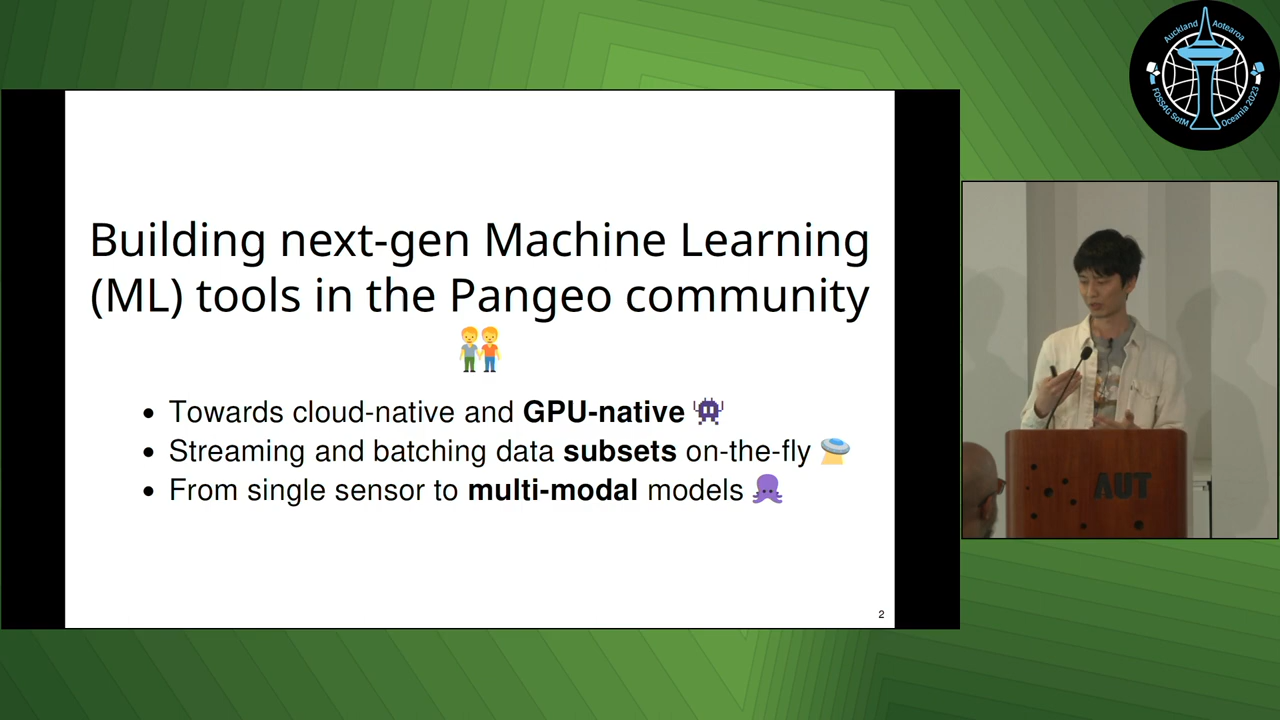 Auckland Aotearoa
FOSS4G SotM Oceania 2023
Building next-gen Machine Learning
(ML) tools in the Pangeo community
Towards cloud-native and GPU-native
Streaming and batching data subsets on-the-fly
From single sensor to multi-modal models
2
AUT